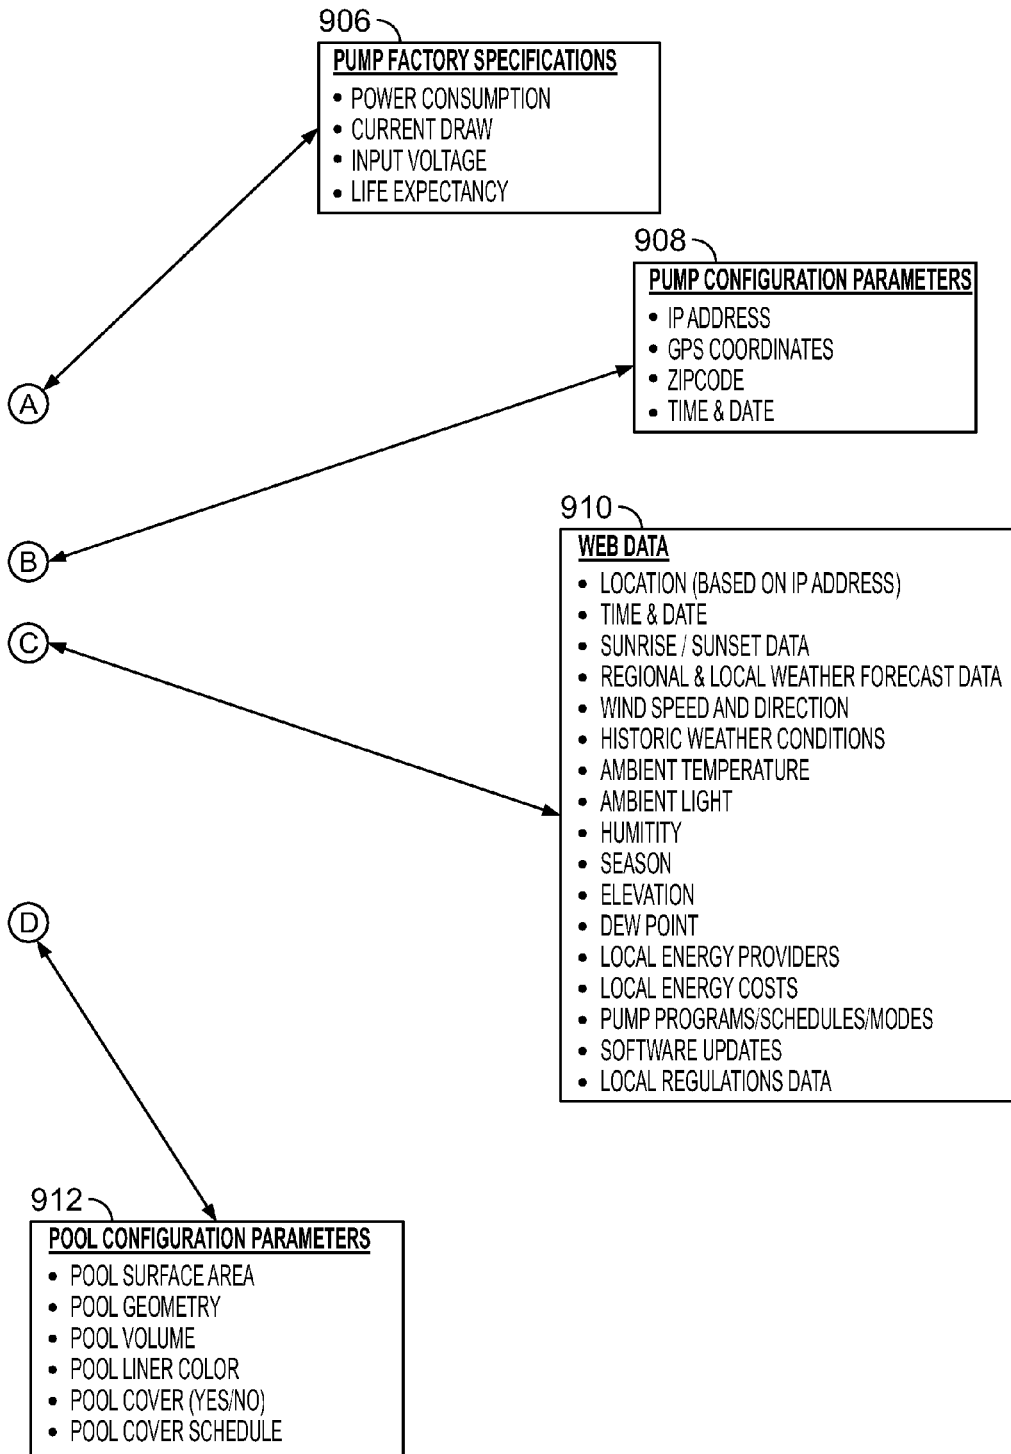 906
PUMP FACTORY SPECIFICATIONS
• POWER CONSUMPTION
• CURRENT DRAW
• INPUT VOLTAGE
• LIFE EXPECTANCY
908
PUMP CONFIGURATION PARAMETERS
• IP ADDRESS
• GPS COORDINATES
• ZIPCODE
• TIME & DATE
A
B
C
910
WEB DATA
• LOCATION (BASED ON IP ADDRESS)
• TIME & DATE
• SUNRISE / SUNSET DATA
• REGIONAL & LOCAL WEATHER FORECAST DATA
• WIND SPEED AND DIRECTION
• HISTORIC WEATHER CONDITIONS
• AMBIENT TEMPERATURE
• AMBIENT LIGHT
• HUMITITY
• SEASON
• ELEVATION
• DEW POINT
• LOCAL ENERGY PROVIDERS
• LOCAL ENERGY COSTS
• PUMP PROGRAMS/SCHEDULES/MODES
• SOFTWARE UPDATES
• LOCAL REGULATIONS DATA
D
912
POOL CONFIGURATION PARAMETERS
• POOL SURFACE AREA
• POOL GEOMETRY
• POOL VOLUME
• POOL LINER COLOR
• POOL COVER (YES/NO)
• POOL COVER SCHEDULE